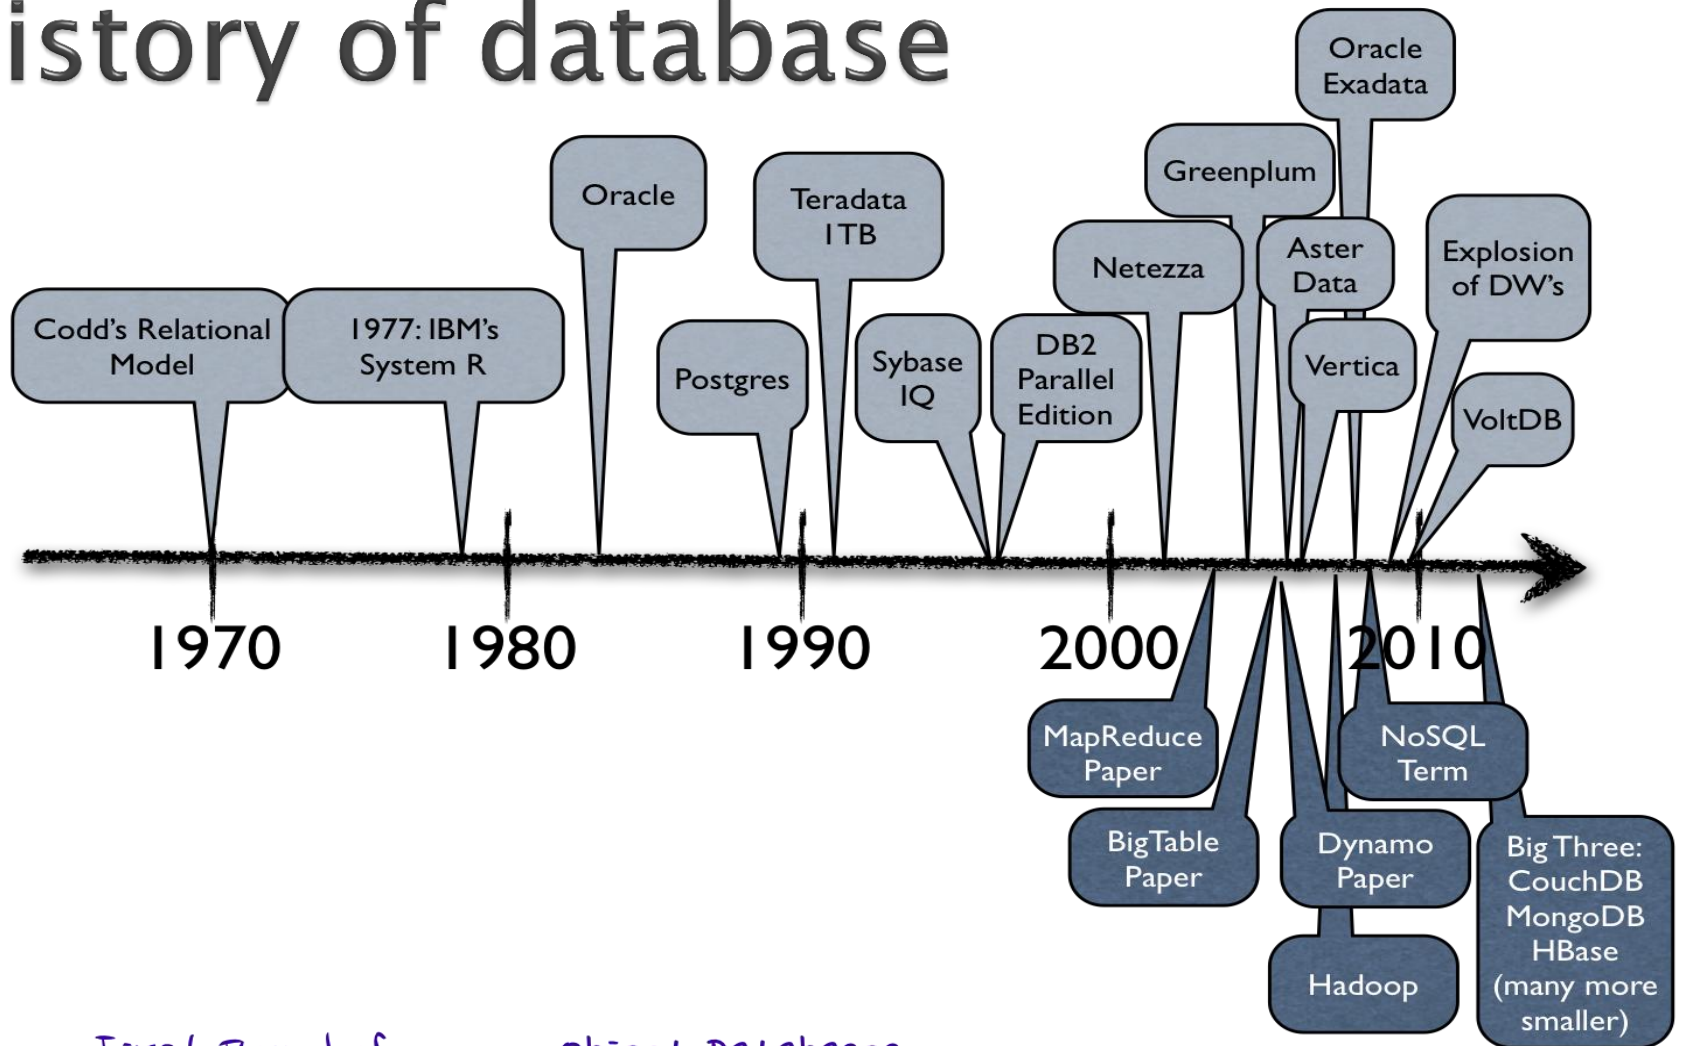 istory of database
Oracle
Exadata
Greenplum
Oracle
Teradata
1TB
Netezza
Aster
Data
Explosion
of DW's
Codd's Relational
Model
1977: IBM's
System R
Postgres
Sybase
IQ
DB2
Parallel
Edition
Vertica
VoltDB
1970
1980
1990
2000
2010
MapReduce
Paper
NoSQL
Term
BigTable
Paper
Dynamo
Paper
Hadoop
Big Three:
CouchDB
MongoDB
HBase
(many more
smaller)
Object Databases